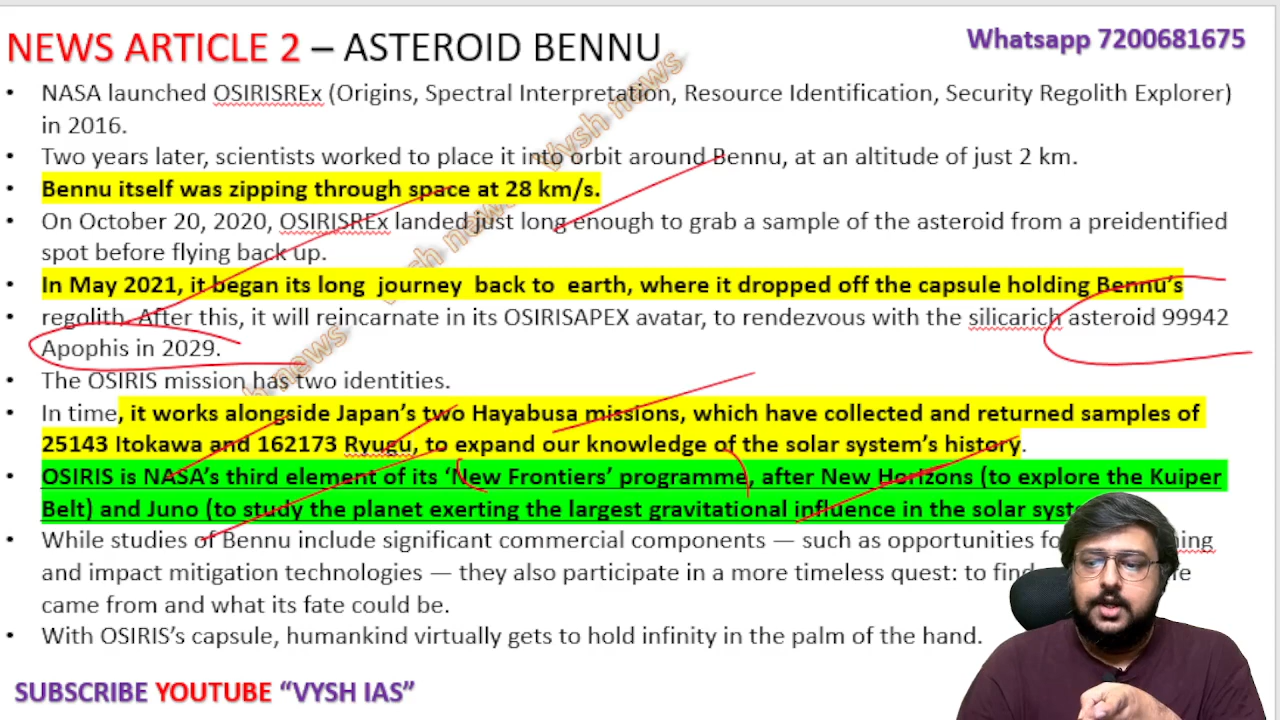 NEWS ARTICLE 2 – ASTEROID BENNU
Whatsapp 7200681675
• NASA launched OSIRISREx (Origins, Spectral Interpretation, Resource Identification, Security Regolith Explorer)
in 2016.
• Two years later, scientists worked to place it into orbit around Bennu, at an altitude of just 2 km.
• Bennu itself was zipping through space at 28 km/s.
• On October 20, 2020, OSIRISREx landed just long enough to grab a sample of the asteroid from a preidentified
spot before flying back up.
• In May 2021, it began its long journey back to earth, where it dropped off the capsule holding Bennu's
• regolith. After this, it will reincarnate in its OSIRISAPEX avatar, to rendezvous with the silicarich asteroid 99942
Apophis in 2029.
• The OSIRIS mission has two identities.
• In time, it works alongside Japan's two Hayabusa missions, which have collected and returned samples of
25143 Itokawa and 162173 Ryugu, to expand our knowledge of the solar system's history.
• OSIRIS is NASA's third element of its 'New Frontiers' programme, after New Horizons (to explore the Kuiper
Belt) and Juno (to study the planet exerting the largest gravitational influence in the solar
• While studies of Bennu include significant commercial components — such as opportunities
and impact mitigation technologies — they also participate in a more timeless quest: to find
came from and what its fate could be.
• With OSIRIS's capsule, humankind virtually gets to hold infinity in the palm of the hand.
Vysh news
SUBSCRIBE YOUTUBE "VYSH IAS"